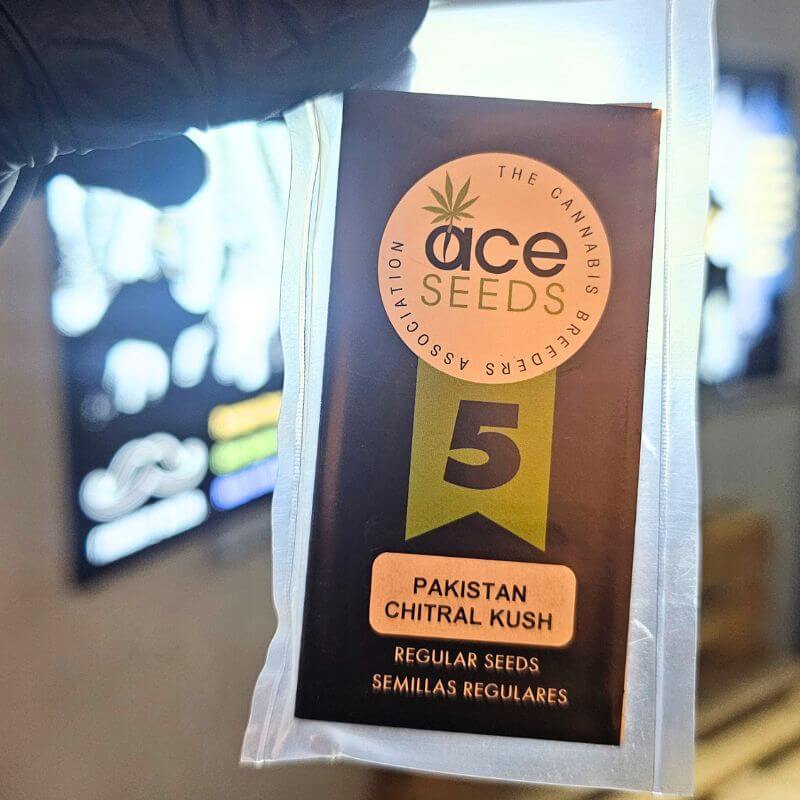 THE CANNABIS BREEDERS ASSOCIATION
ace
SEEDS
5
PAKISTAN
CHITRAL KUSH
REGULAR SEEDS
SEMILLAS REGULARES